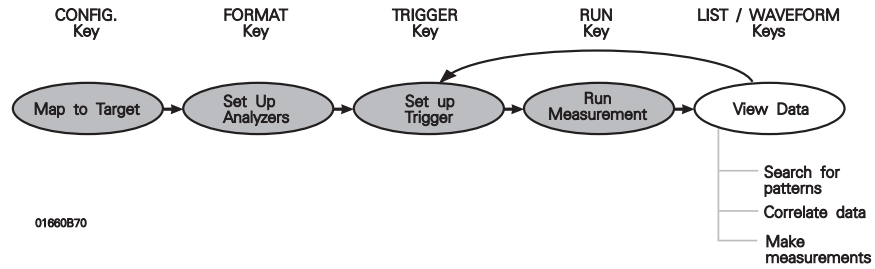 CONFIG.
Key
FORMAT
Key
TRIGGER
Key
RUN
Key
LIST / WAVEFORM
Keys
Map to Target
Set Up
Analyzers
Set up
Trigger
Run
Measurement
View Data
Search for
patterns
Correlate data
Make
measurements
01660B70